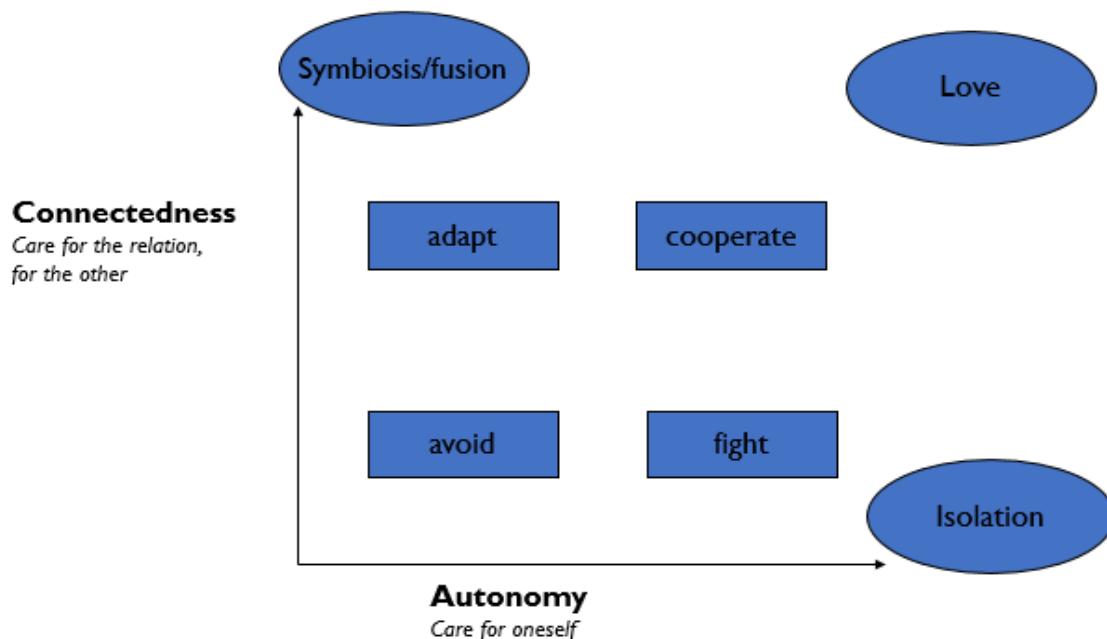 Symbiosis/fusion
Love
Connectedness
Care for the relation,
for the other
adapt
cooperate
avoid
fight
Isolation
Autonomy
Care for oneself